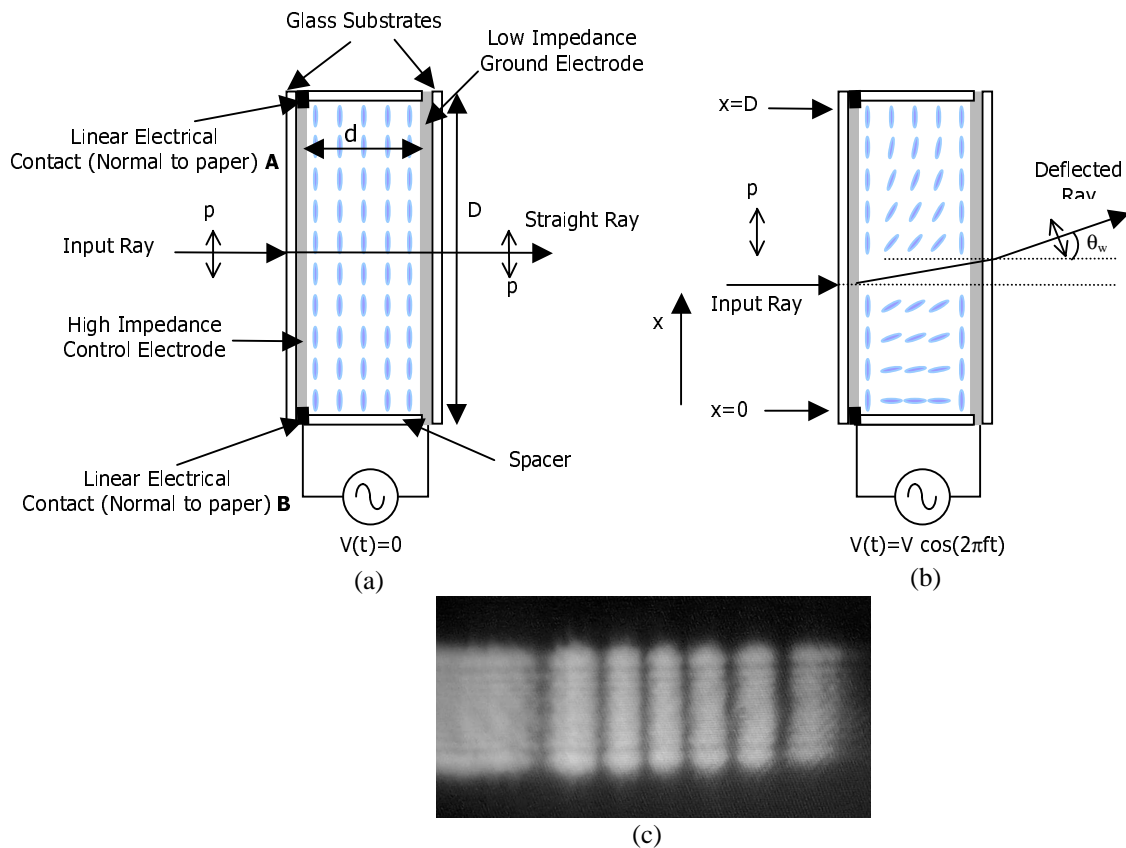 Glass Substrates
Low Impedance
Ground Electrode
Linear Electrical
Contact (Normal to paper) A
d
D
p
Input Ray
Straight Ray
p
High Impedance
Control Electrode
Linear Electrical
Contact (Normal to paper) B
Spacer
V(t)=0
(a)
x=D
p
Deflected
Ray
θw
Input Ray
x
x=0
V(t)=V cos(2πft)
(b)
(c)